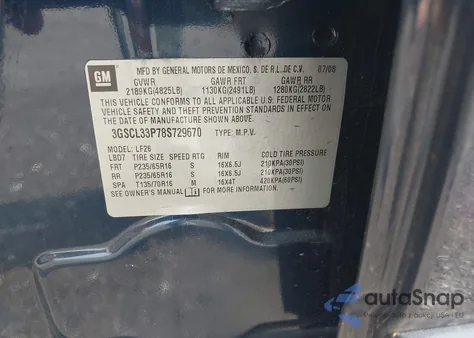 GM
MFD BY GENERAL MOTORS DE MEXICO, S. DE R.L. DE C.V. 07/08
GVWR GAWR FRT GAWR RR
2189KG(4825LB) 1130KG(2491LB) 1280KG(2822LB)
THIS VEHICLE CONFORMS TO ALL APPLICABLE U.S. FEDERAL MOTOR
VEHICLE SAFETY AND THEFT PREVENTION STANDARDS IN EFFECT ON
THE DATE OF MANUFACTURE SHOWN ABOVE.
3GSCL33P78S729670 TYPE: M.P.V.
MODEL: LF26
LBD7 TIRE SIZE SPEED RTG RIM COLD TIRE PRESSURE
FRT P235/65R16 S 16X6.5J 210KPA(30PSI)
RR P235/65R16 S 16X6.5J 210KPA(30PSI)
SPA T135/70R16 M 16X4T 420KPA(60PSI)
SEE OWNER'S MANUAL FOR MORE INFORMATION.
autoSnap